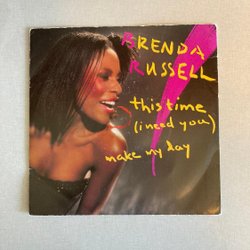 BRENDA
RUSSELL
this time
(i need you)
make my day